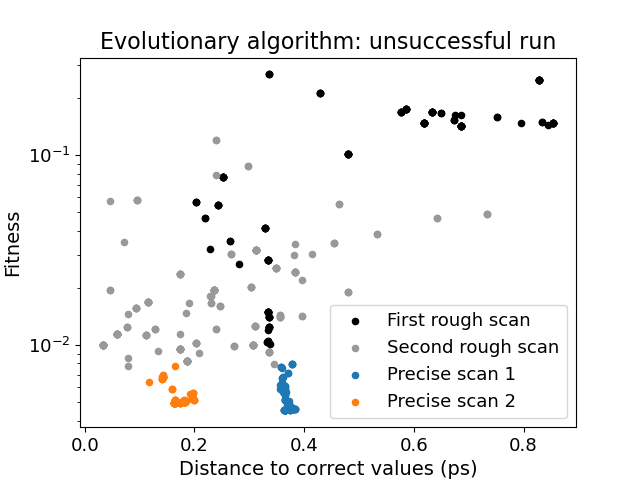 Evolutionary algorithm: unsuccessful run
Fitness
10⁻¹
10⁻²
First rough scan
Second rough scan
Precise scan 1
Precise scan 2
0.0 0.2 0.4 0.6 0.8
Distance to correct values (ps)